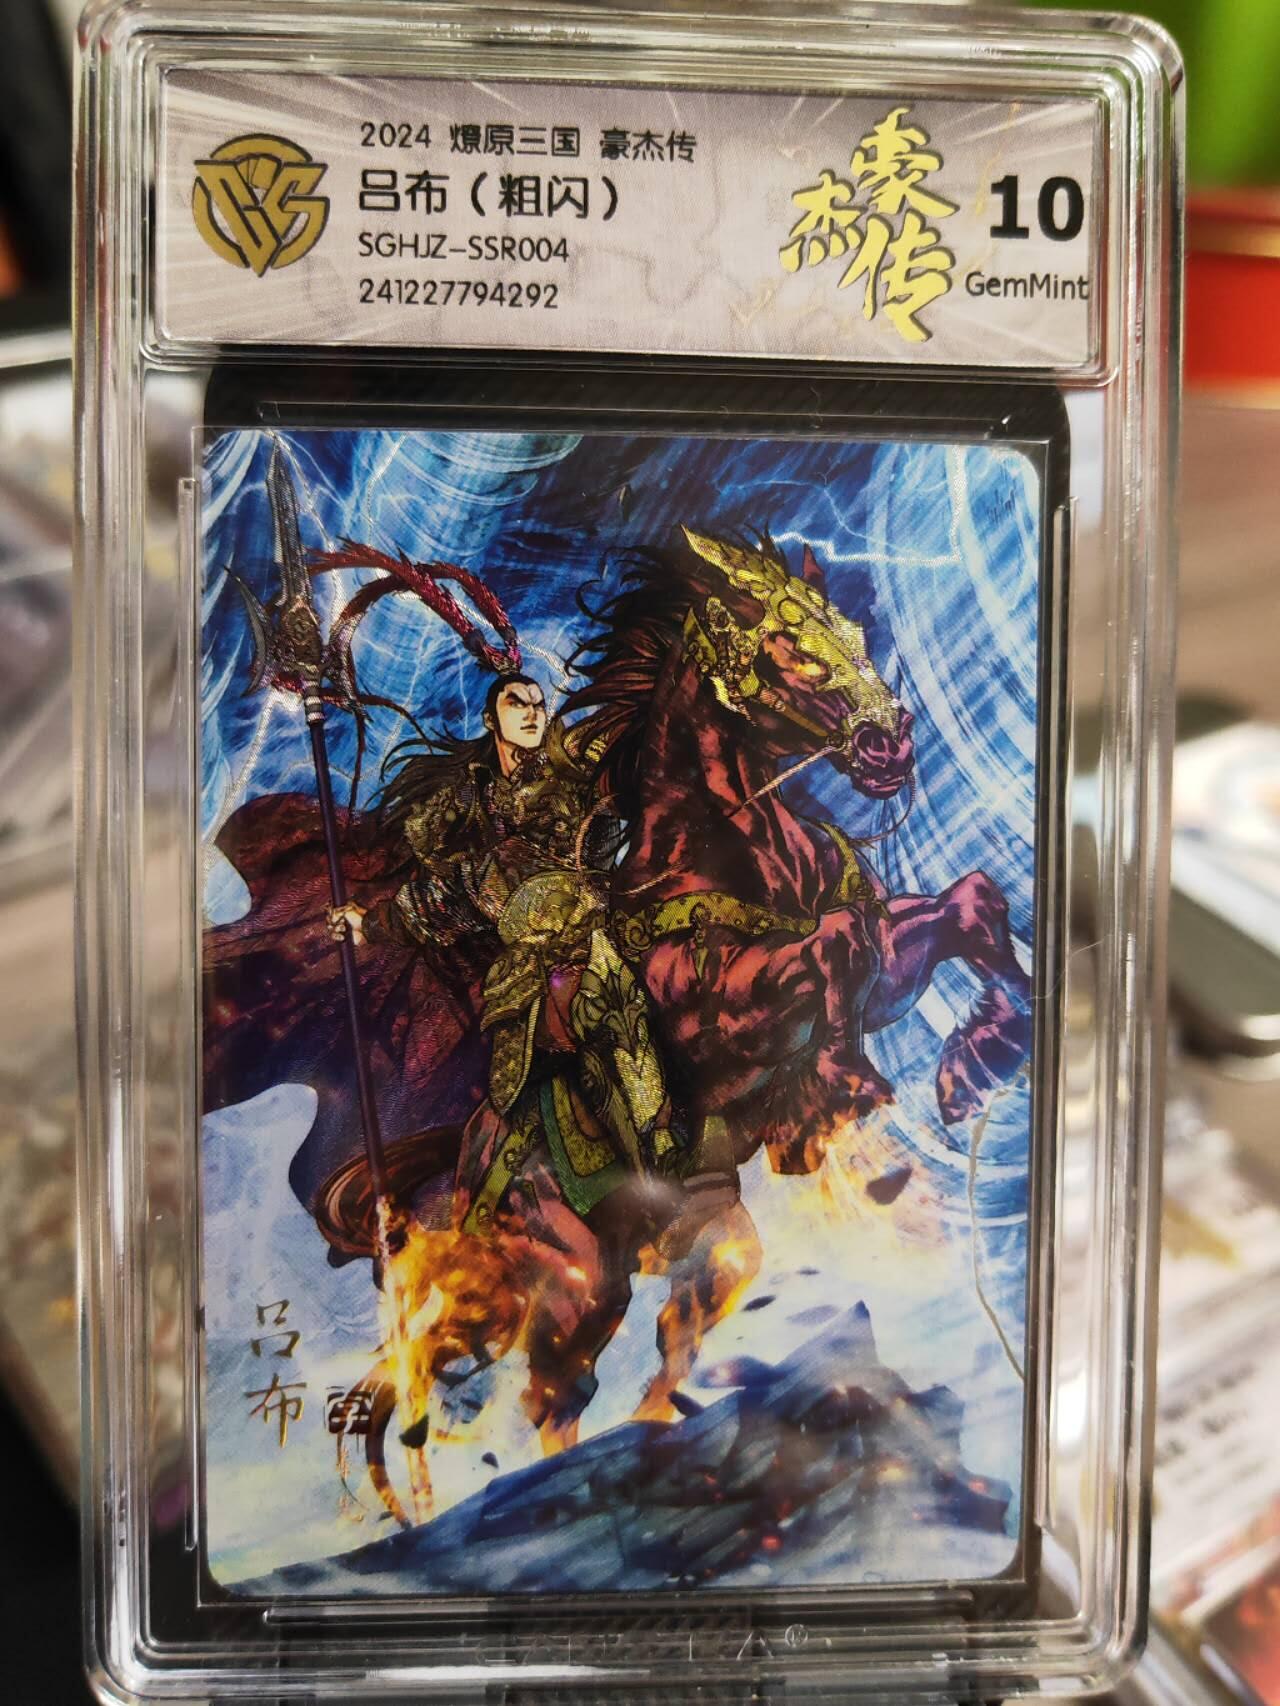 2024 燎原三国 豪杰传
吕布（粗闪）
SGHJZ-SSR004
241227794292
豪杰传
10
GemMint
吕布